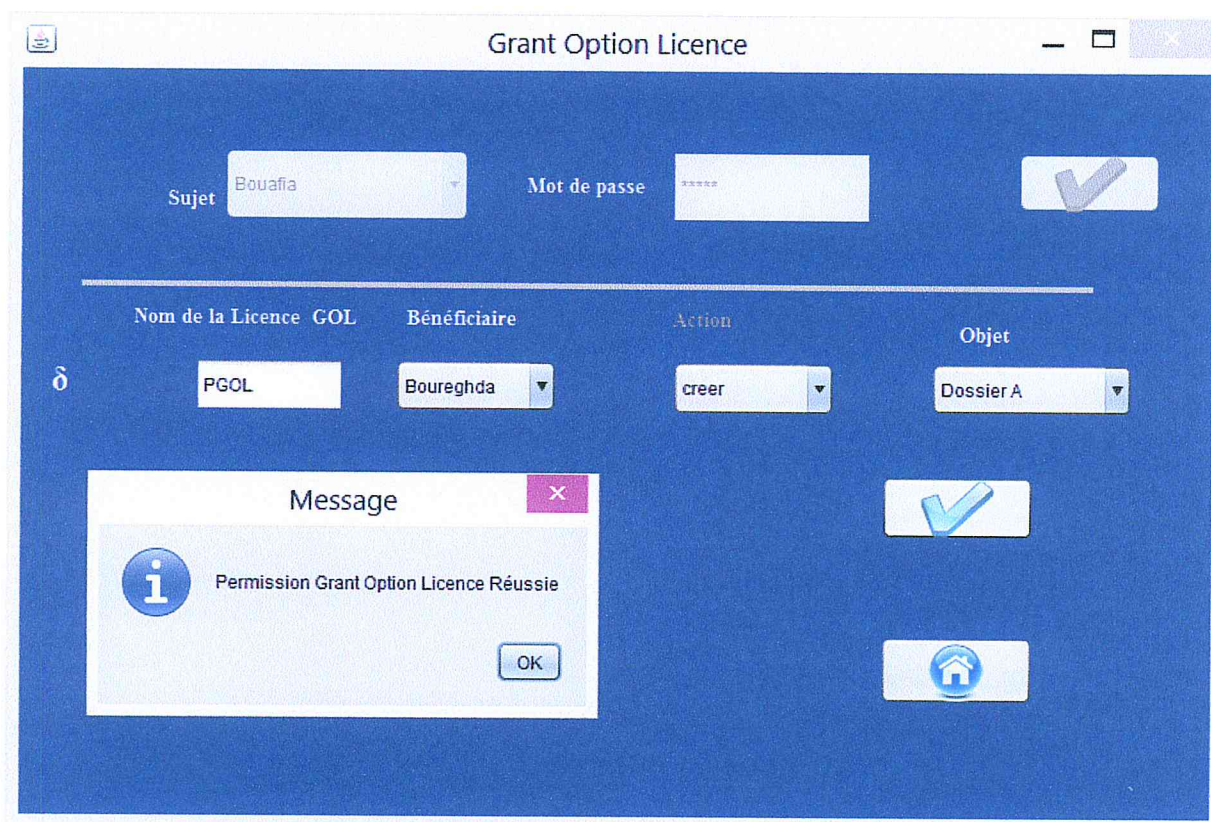 Grant Option Licence
Sujet Bouafia Mot de passe *****
Nom de la Licence GOL Bénéficiaire Action Objet
δ PGOL Boureghda creer Dossier A
Message
Permission Grant Option Licence Réussie
OK